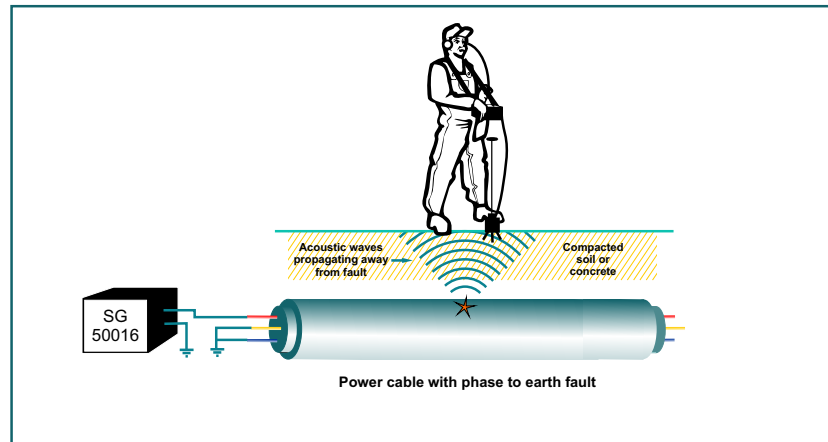 Acoustic waves
propagating away
from fault
Compacted
soil or
concrete
SG
50016
Power cable with phase to earth fault